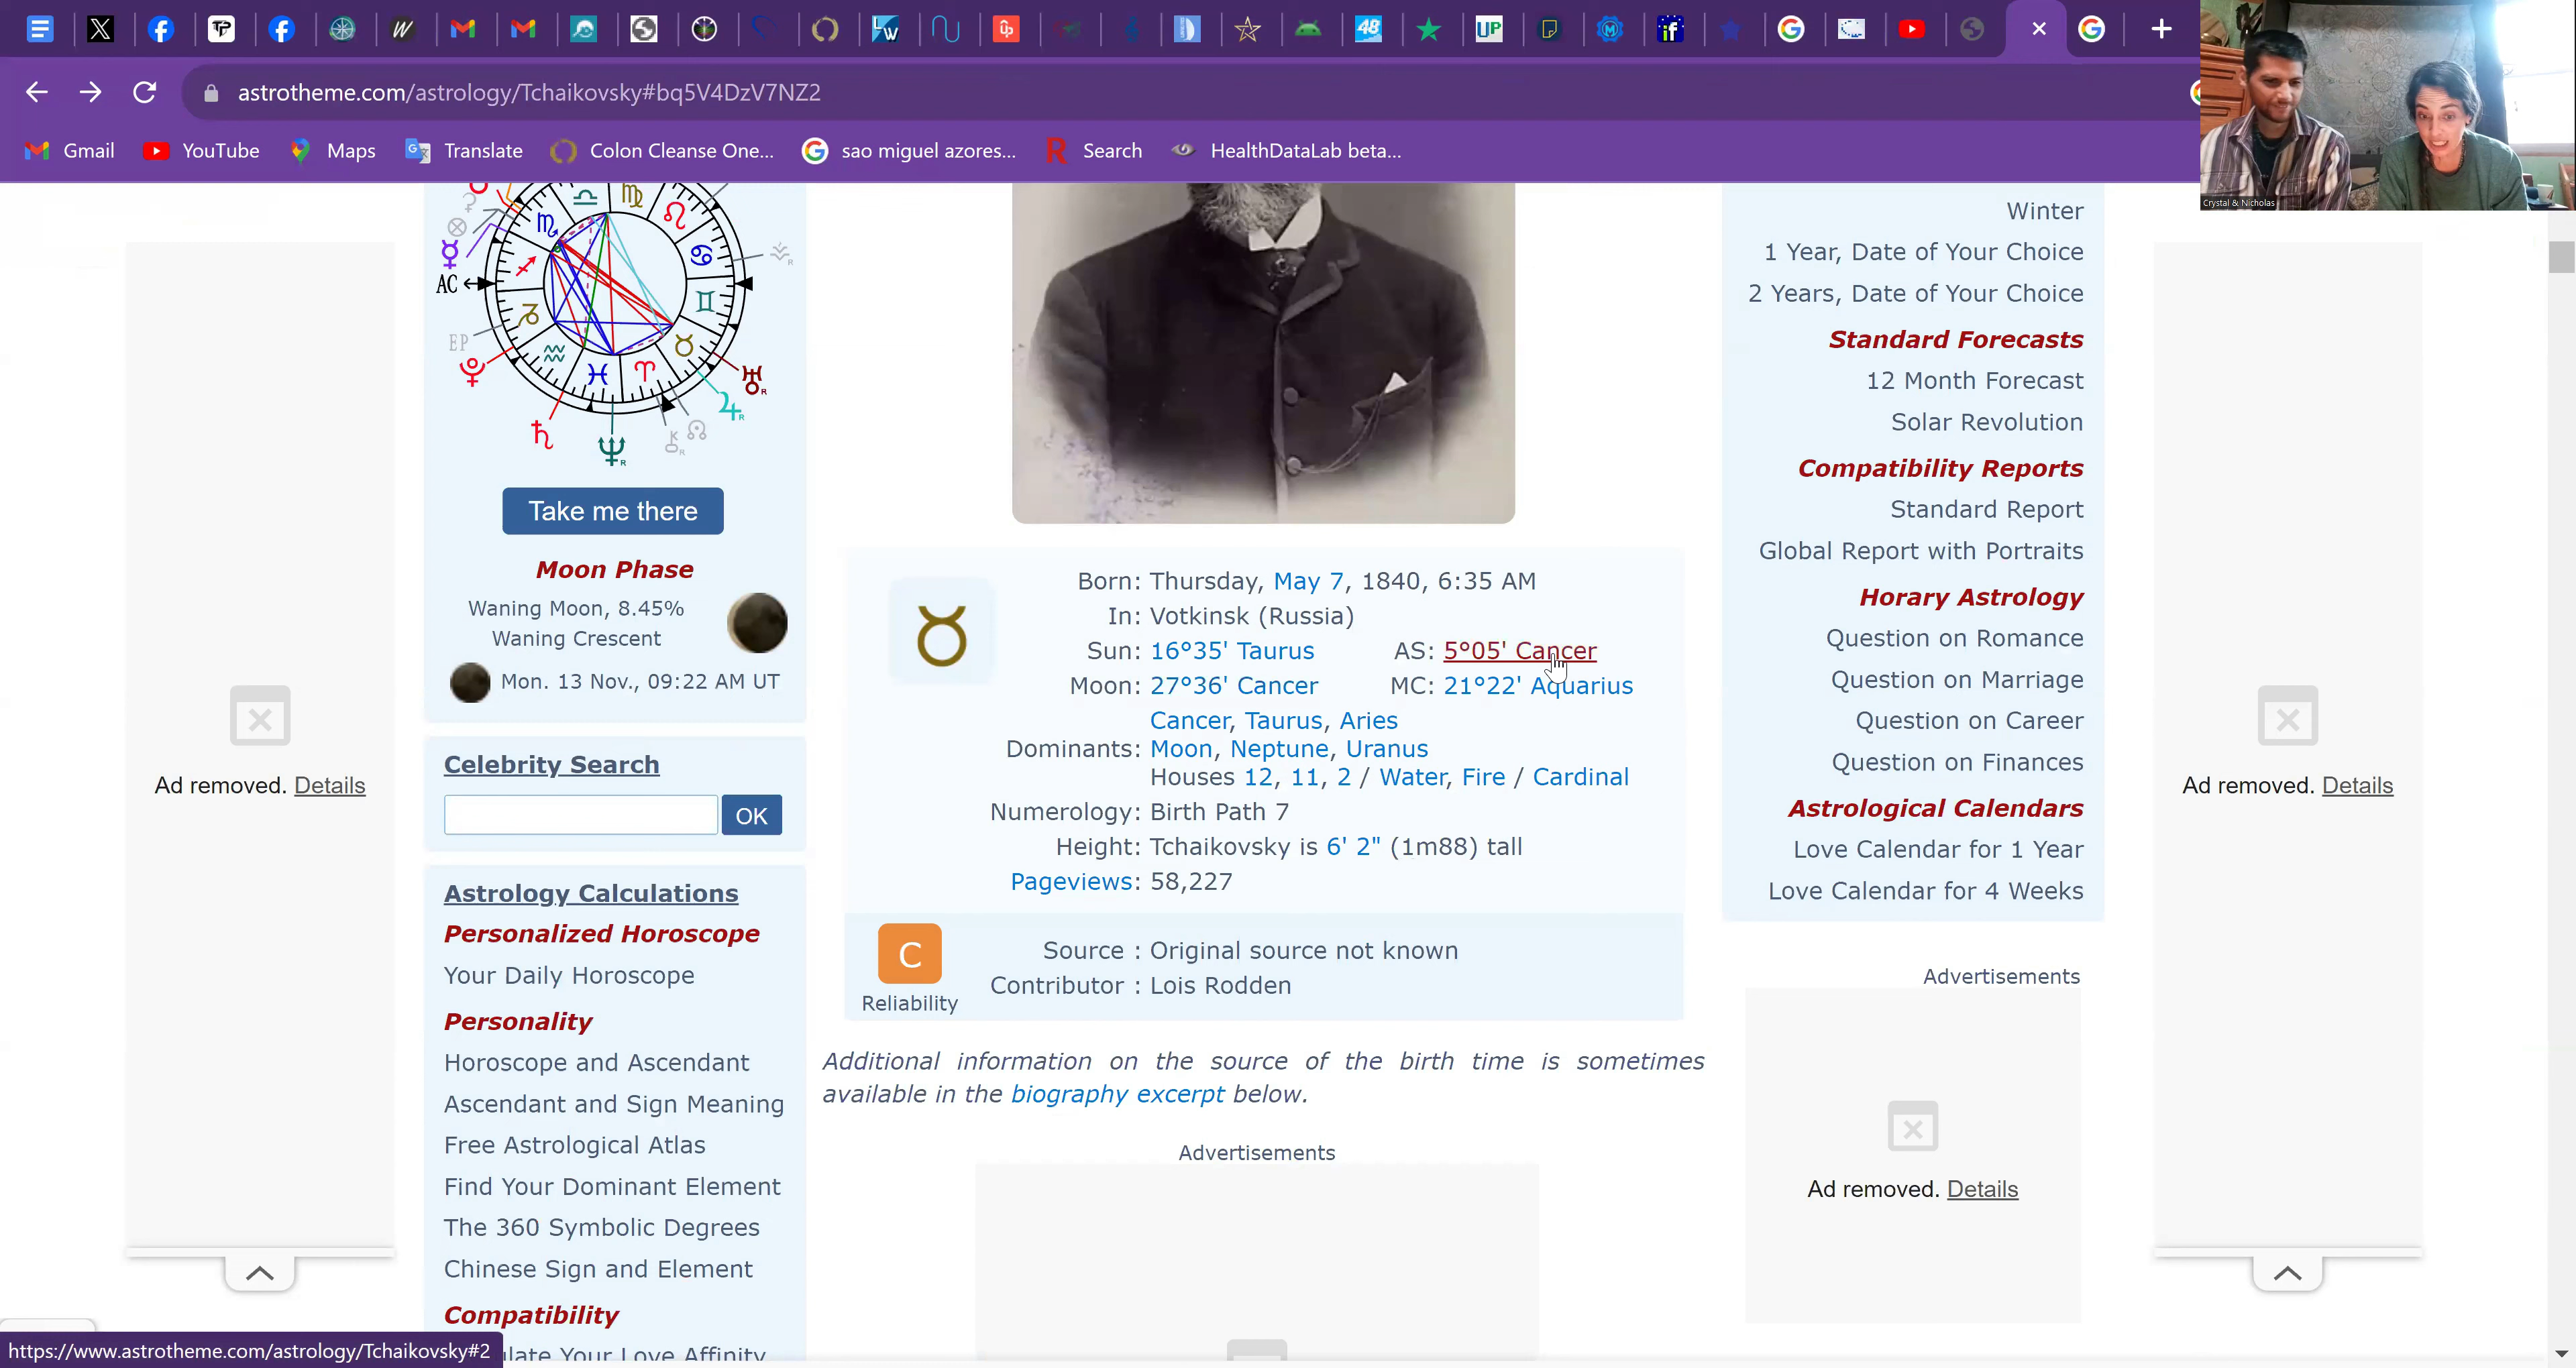 astrotheme.com/astrology/Tchaikovsky#bq5V4DzV7NZ2
Gmail
YouTube
Maps
Translate
Colon Cleanse One...
sao miguel azores...
Search
HealthDataLab beta...
Crystal & Nicholas
AC
EP
Take me there
Moon Phase
Waning Moon, 8.45%
Waning Crescent
Mon. 13 Nov., 09:22 AM UT
Celebrity Search
OK
Astrology Calculations
Personalized Horoscope
Your Daily Horoscope
Personality
Horoscope and Ascendant
Ascendant and Sign Meaning
Free Astrological Atlas
Find Your Dominant Element
The 360 Symbolic Degrees
Chinese Sign and Element
Compatibility
ulate Your Love Affinity
https://www.astrotheme.com/astrology/Tchaikovsky#2
Ad removed. Details
Born: Thursday, May 7, 1840, 6:35 AM
In: Votkinsk (Russia)
Sun: 16°35' Taurus AS: 5°05' Cancer
Moon: 27°36' Cancer MC: 21°22' Aquarius
Cancer, Taurus, Aries
Dominants: Moon, Neptune, Uranus
Houses 12, 11, 2 / Water, Fire / Cardinal
Numerology: Birth Path 7
Height: Tchaikovsky is 6' 2" (1m88) tall
Pageviews: 58,227
C
Reliability
Source : Original source not known
Contributor : Lois Rodden
Additional information on the source of the birth time is sometimes
available in the biography excerpt below.
Advertisements
Winter
1 Year, Date of Your Choice
2 Years, Date of Your Choice
Standard Forecasts
12 Month Forecast
Solar Revolution
Compatibility Reports
Standard Report
Global Report with Portraits
Horary Astrology
Question on Romance
Question on Marriage
Question on Career
Question on Finances
Astrological Calendars
Love Calendar for 1 Year
Love Calendar for 4 Weeks
Advertisements
Ad removed. Details
Ad removed. Details